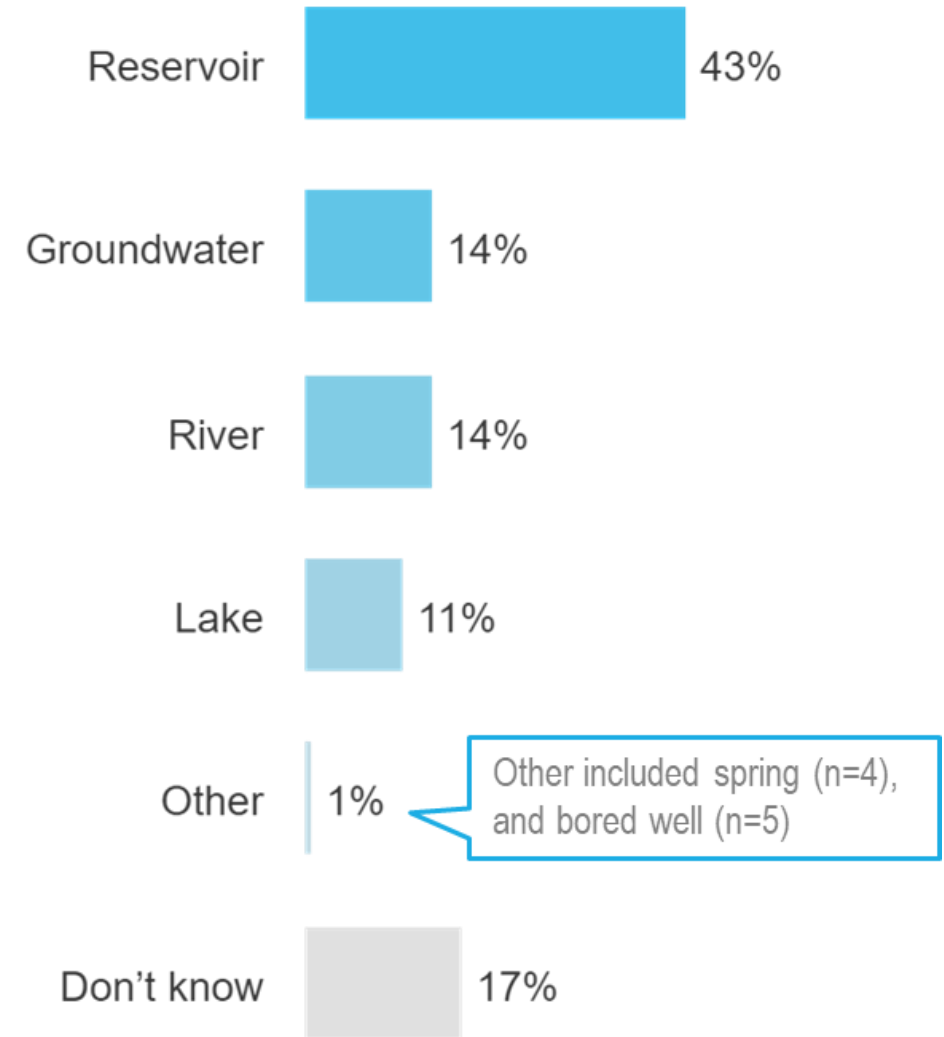 Reservoir 43%
Groundwater 14%
River 14%
Lake 11%
Other 1%
Other included spring (n=4),
and bored well (n=5)
Don’t know 17%